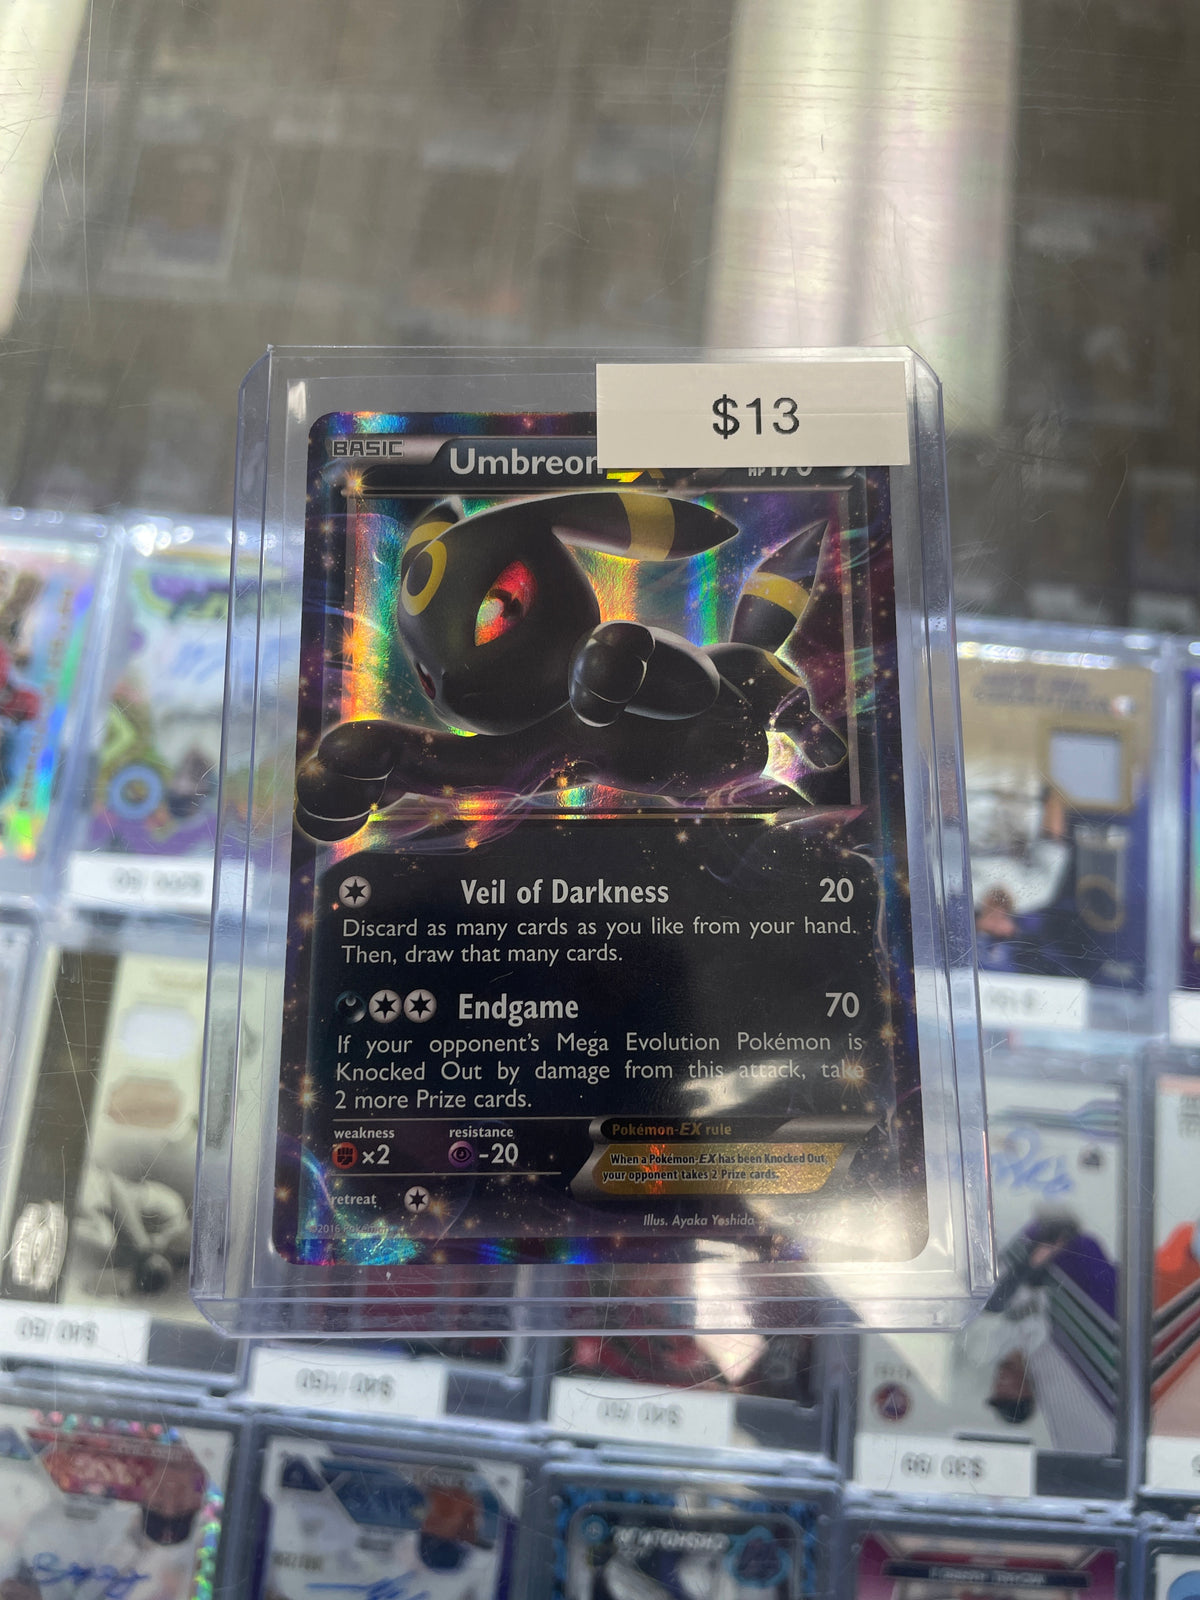 $13
BASIC
Umbreon
HP170
Veil of Darkness 20
Discard as many cards as you like from your hand.
Then, draw that many cards.
Endgame 70
If your opponent's Mega Evolution Pokémon is
Knocked Out by damage from this attack, take
2 more Prize cards.
weakness
×2
resistance
-20
retreat
Pokémon-EX rule
When a Pokémon-EX has been Knocked Out,
your opponent takes 2 Prize cards.
©2016 Pokémon
Illus. Ayaka Yoshida